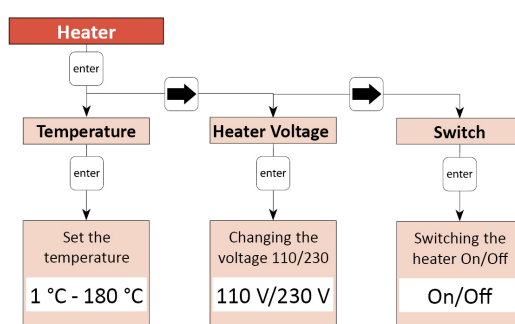 Heater
enter
Temperature
Heater Voltage
Switch
enter
enter
enter
Set the
temperature
1 °C - 180 °C
Changing the
voltage 110/230
110 V/230 V
Switching the
heater On/Off
On/Off